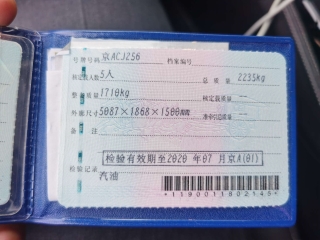 号牌号码 京ACJ256 档案编号
核定载人数 5人 总质量 2235kg
整备质量 1710kg 核定载质量 --
外廓尺寸 5087×1868×1500mm 准牵引总质量 --
备注
检验有效期至2020年07月京A(01)
检验记录
汽油
*1190011802149*